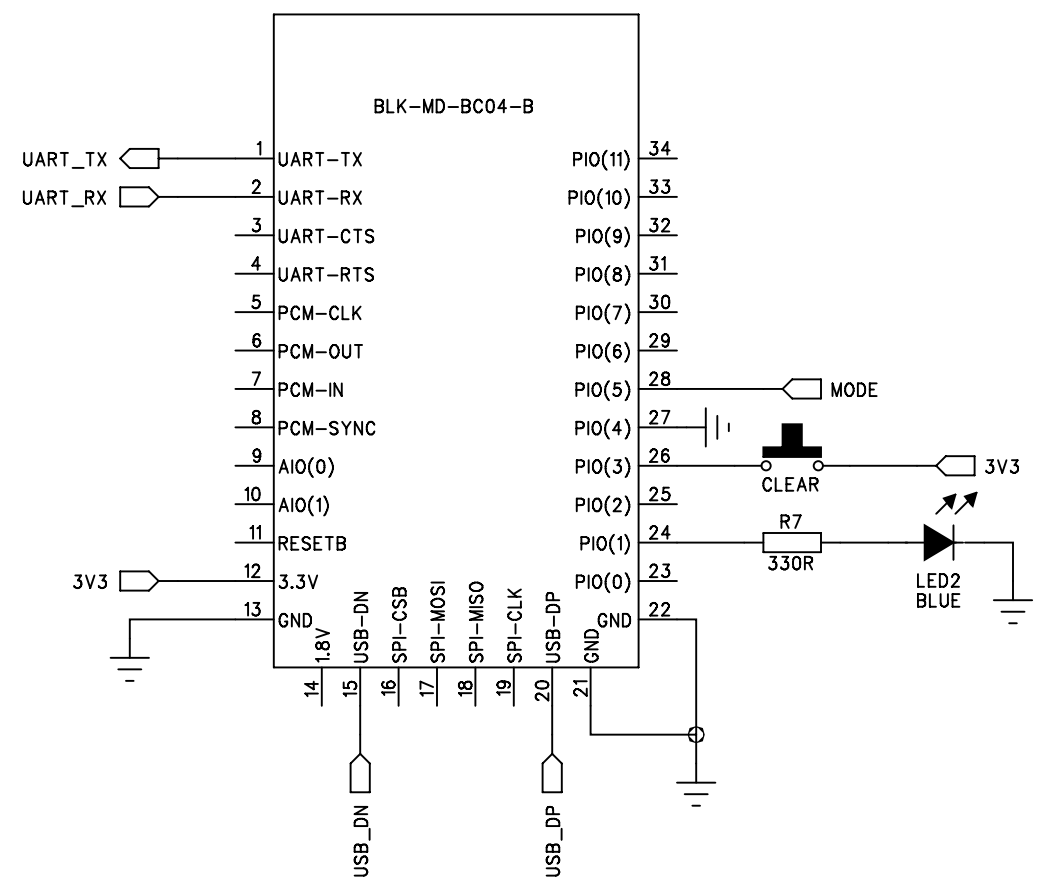 BLK-MD-BC04-B
UART_TX 1 UART-TX PIO(11) 34
UART_RX 2 UART-RX PIO(10) 33
3 UART-CTS PIO(9) 32
4 UART-RTS PIO(8) 31
5 PCM-CLK PIO(7) 30
6 PCM-OUT PIO(6) 29
7 PCM-IN PIO(5) 28 MODE
8 PCM-SYNC PIO(4) 27
9 AIO(0) PIO(3) 26 3V3
CLEAR
10 AIO(1) PIO(2) 25
R7
11 RESETB PIO(1) 24
330R
3V3 12 3.3V PIO(0) 23
LED2
BLUE
13 GND GND 22
1.8V
USB-DN
SPI-CSB
SPI-MOSI
SPI-MISO
SPI-CLK
USB-DP
GND
14
15
16
17
18
19
20
21
USB_DN
USB_DP